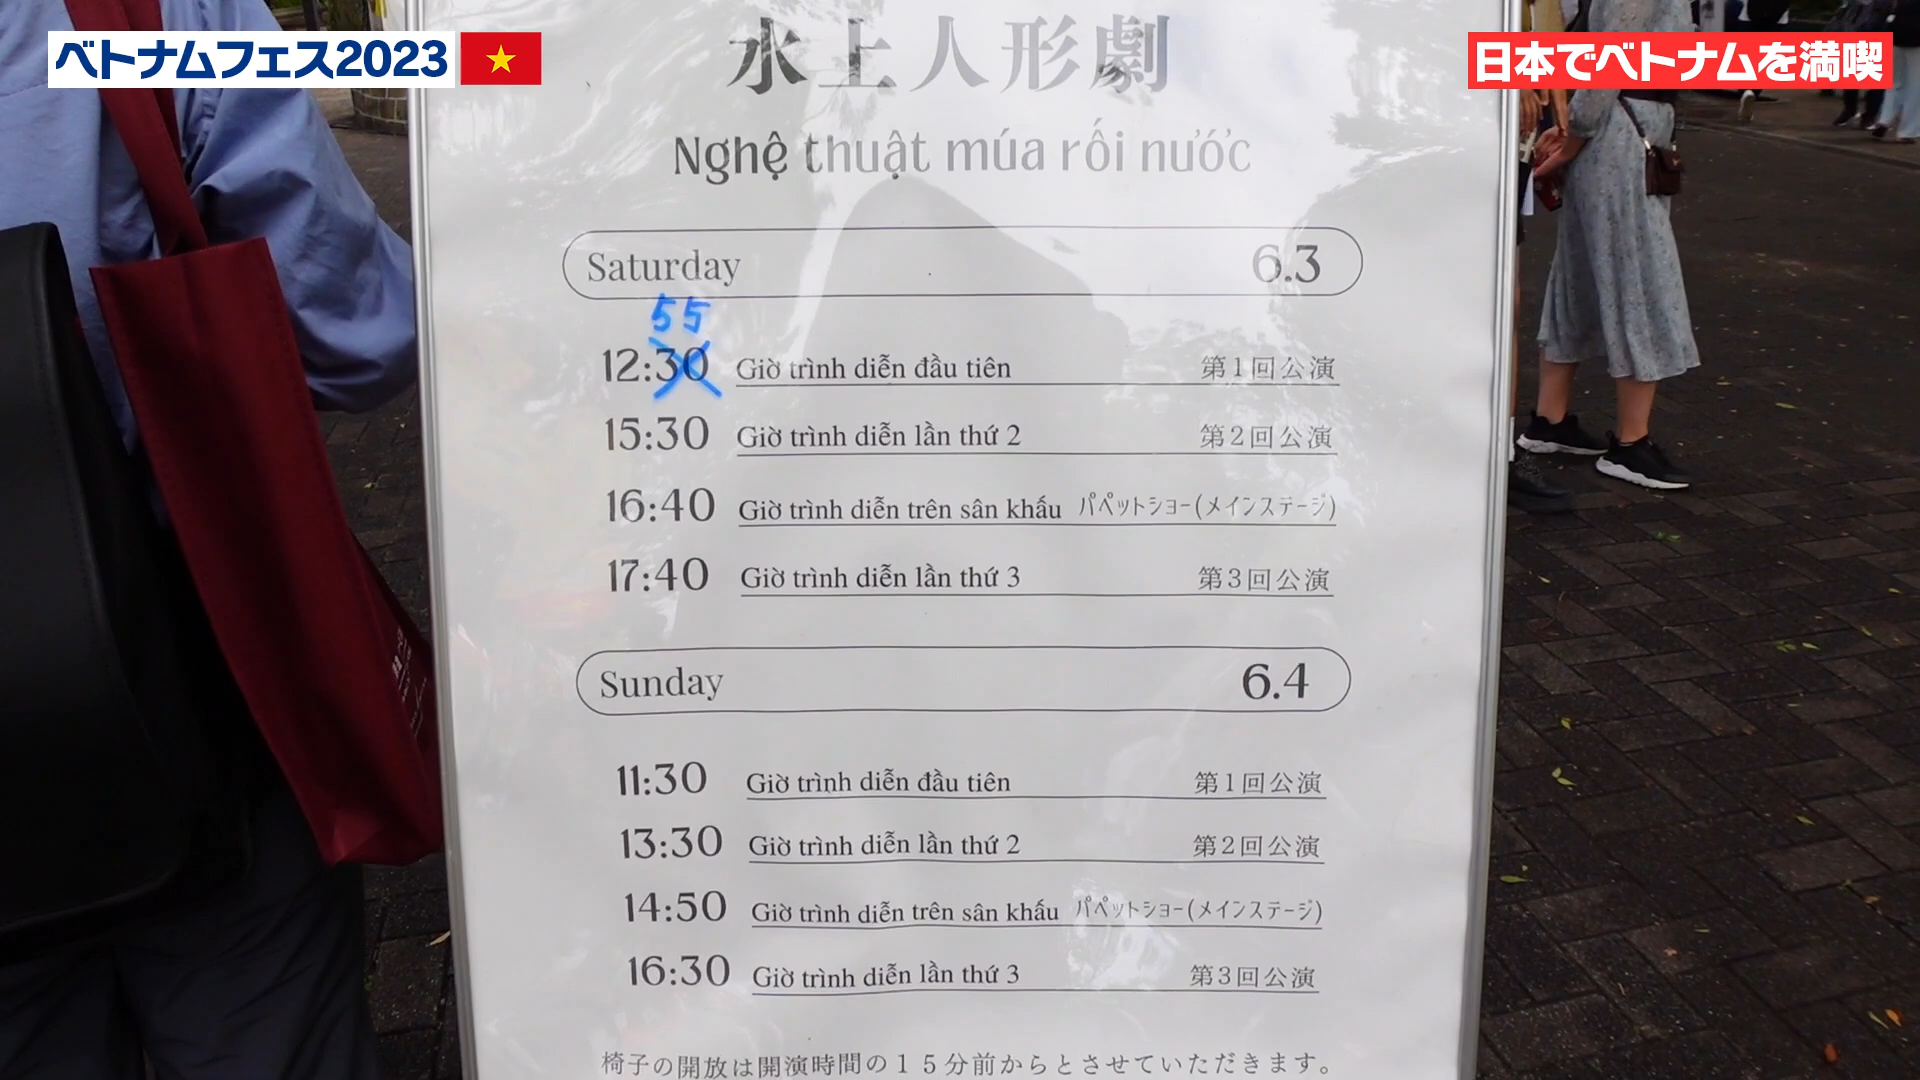 ベトナムフェス2023
日本でベトナムを満喫
水上人形劇
Nghệ thuật múa rối nước
Saturday 6.3
55
12:30 Giờ trình diễn đầu tiên 第1回公演
15:30 Giờ trình diễn lần thứ 2 第2回公演
16:40 Giờ trình diễn trên sân khấu パペットショー(メインステージ)
17:40 Giờ trình diễn lần thứ 3 第3回公演
Sunday 6.4
11:30 Giờ trình diễn đầu tiên 第1回公演
13:30 Giờ trình diễn lần thứ 2 第2回公演
14:50 Giờ trình diễn trên sân khấu パペットショー(メインステージ)
16:30 Giờ trình diễn lần thứ 3 第3回公演
椅子の開放は開演時間の15分前からとさせていただきます。